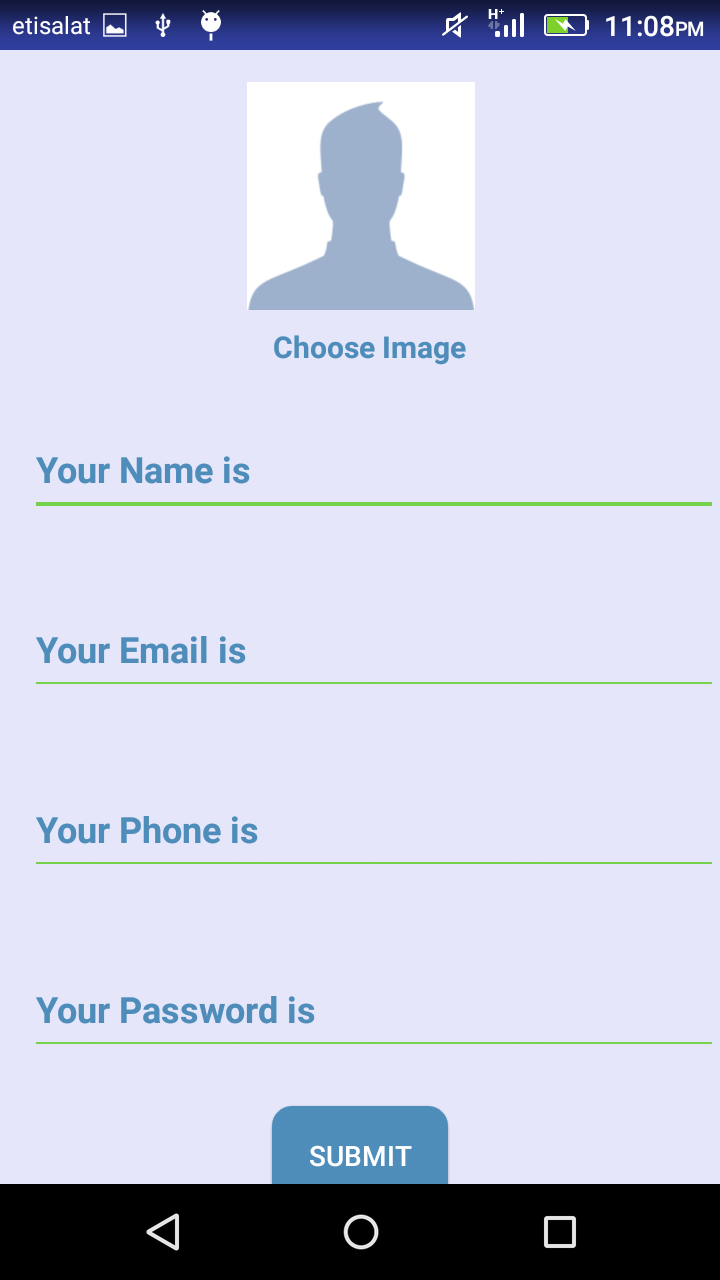 etisalat H+ 11:08PM
Choose Image
Your Name is
Your Email is
Your Phone is
Your Password is
SUBMIT